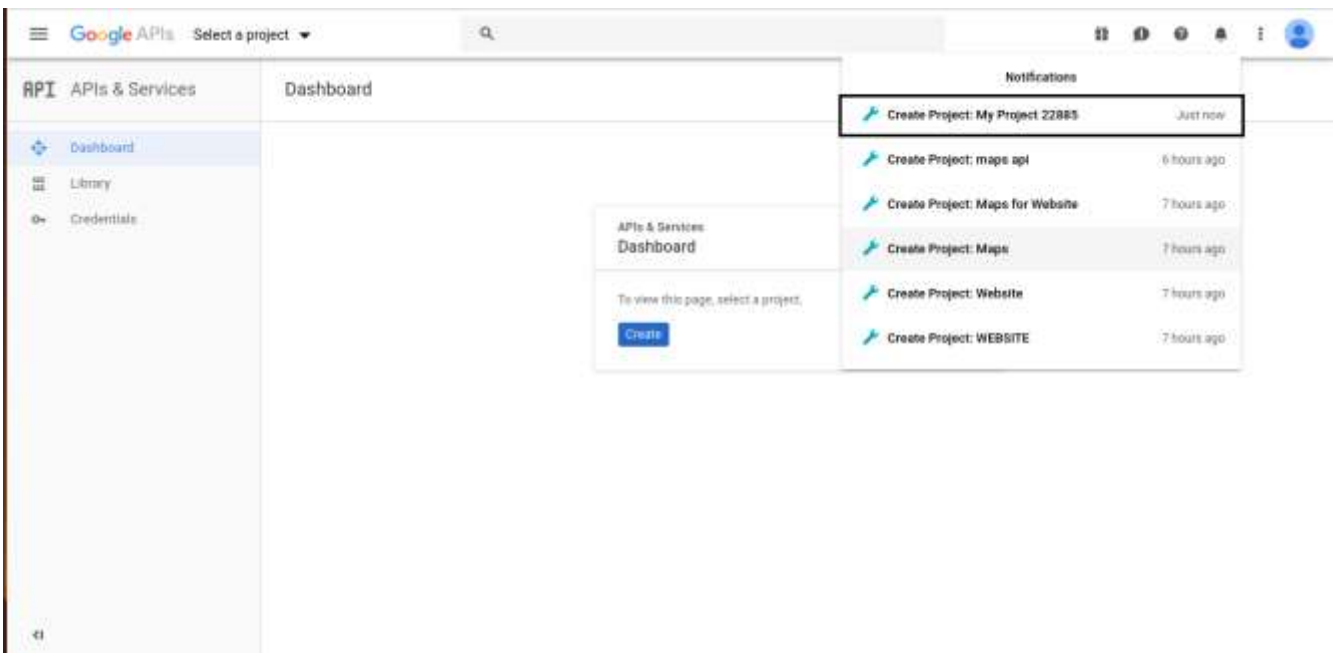 Google APIs Select a project
API APIs & Services
Dashboard
Dashboard
Library
Credentials
APIs & Services
Dashboard
To view this page, select a project.
Create
Notifications
Create Project: My Project 22885 Just now
Create Project: maps api 6 hours ago
Create Project: Maps for Website 7 hours ago
Create Project: Maps 7 hours ago
Create Project: Website 7 hours ago
Create Project: WEBSITE 7 hours ago